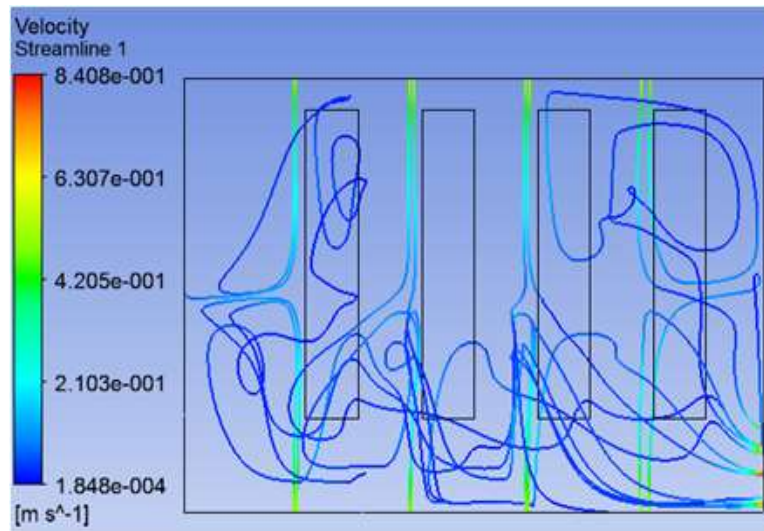 Velocity
Streamline 1
8.408e-001
6.307e-001
4.205e-001
2.103e-001
1.848e-004
[m s^-1]